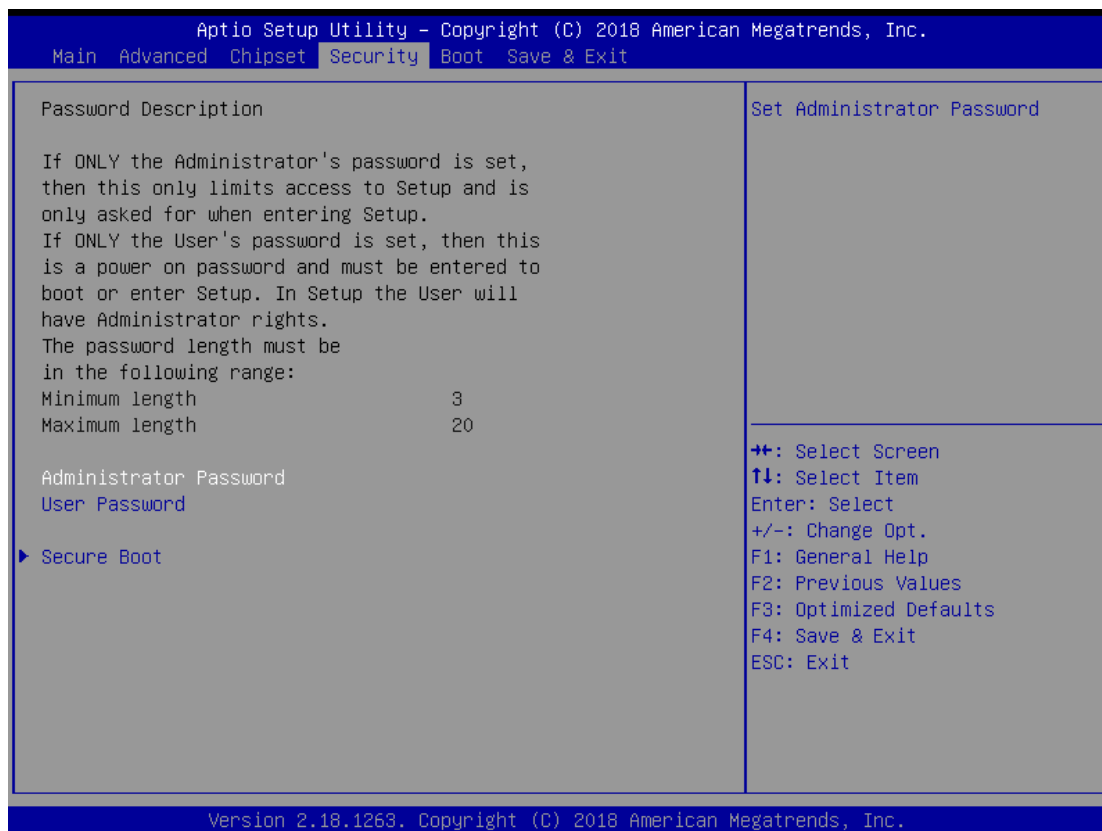 Aptio Setup Utility – Copyright (C) 2018 American Megatrends, Inc.
Main Advanced Chipset Security Boot Save & Exit
Password Description
If ONLY the Administrator's password is set,
then this only limits access to Setup and is
only asked for when entering Setup.
If ONLY the User's password is set, then this
is a power on password and must be entered to
boot or enter Setup. In Setup the User will
have Administrator rights.
The password length must be
in the following range:
Minimum length 3
Maximum length 20
Administrator Password
User Password
Secure Boot
Set Administrator Password
→←: Select Screen
↑↓: Select Item
Enter: Select
+/-: Change Opt.
F1: General Help
F2: Previous Values
F3: Optimized Defaults
F4: Save & Exit
ESC: Exit
Version 2.18.1263. Copyright (C) 2018 American Megatrends, Inc.